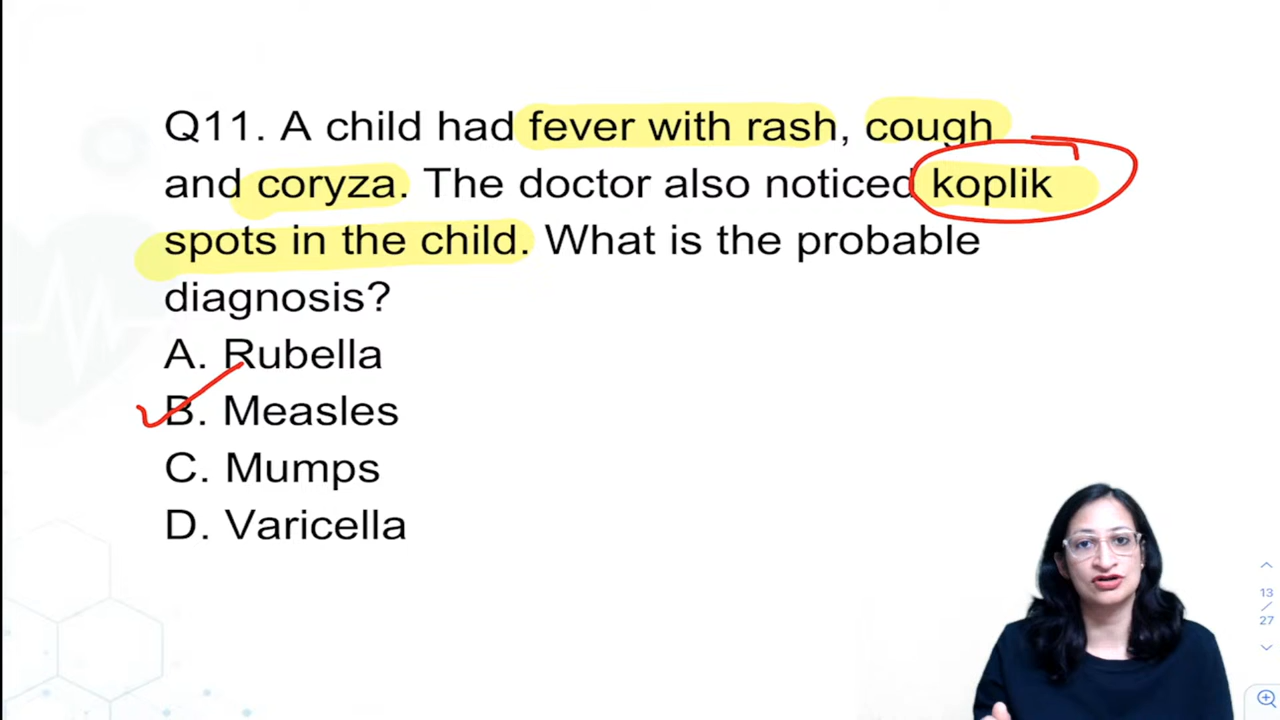 Q11. A child had fever with rash, cough
and coryza. The doctor also noticed koplik
spots in the child. What is the probable
diagnosis?
A. Rubella
B. Measles
C. Mumps
D. Varicella
13
/
27